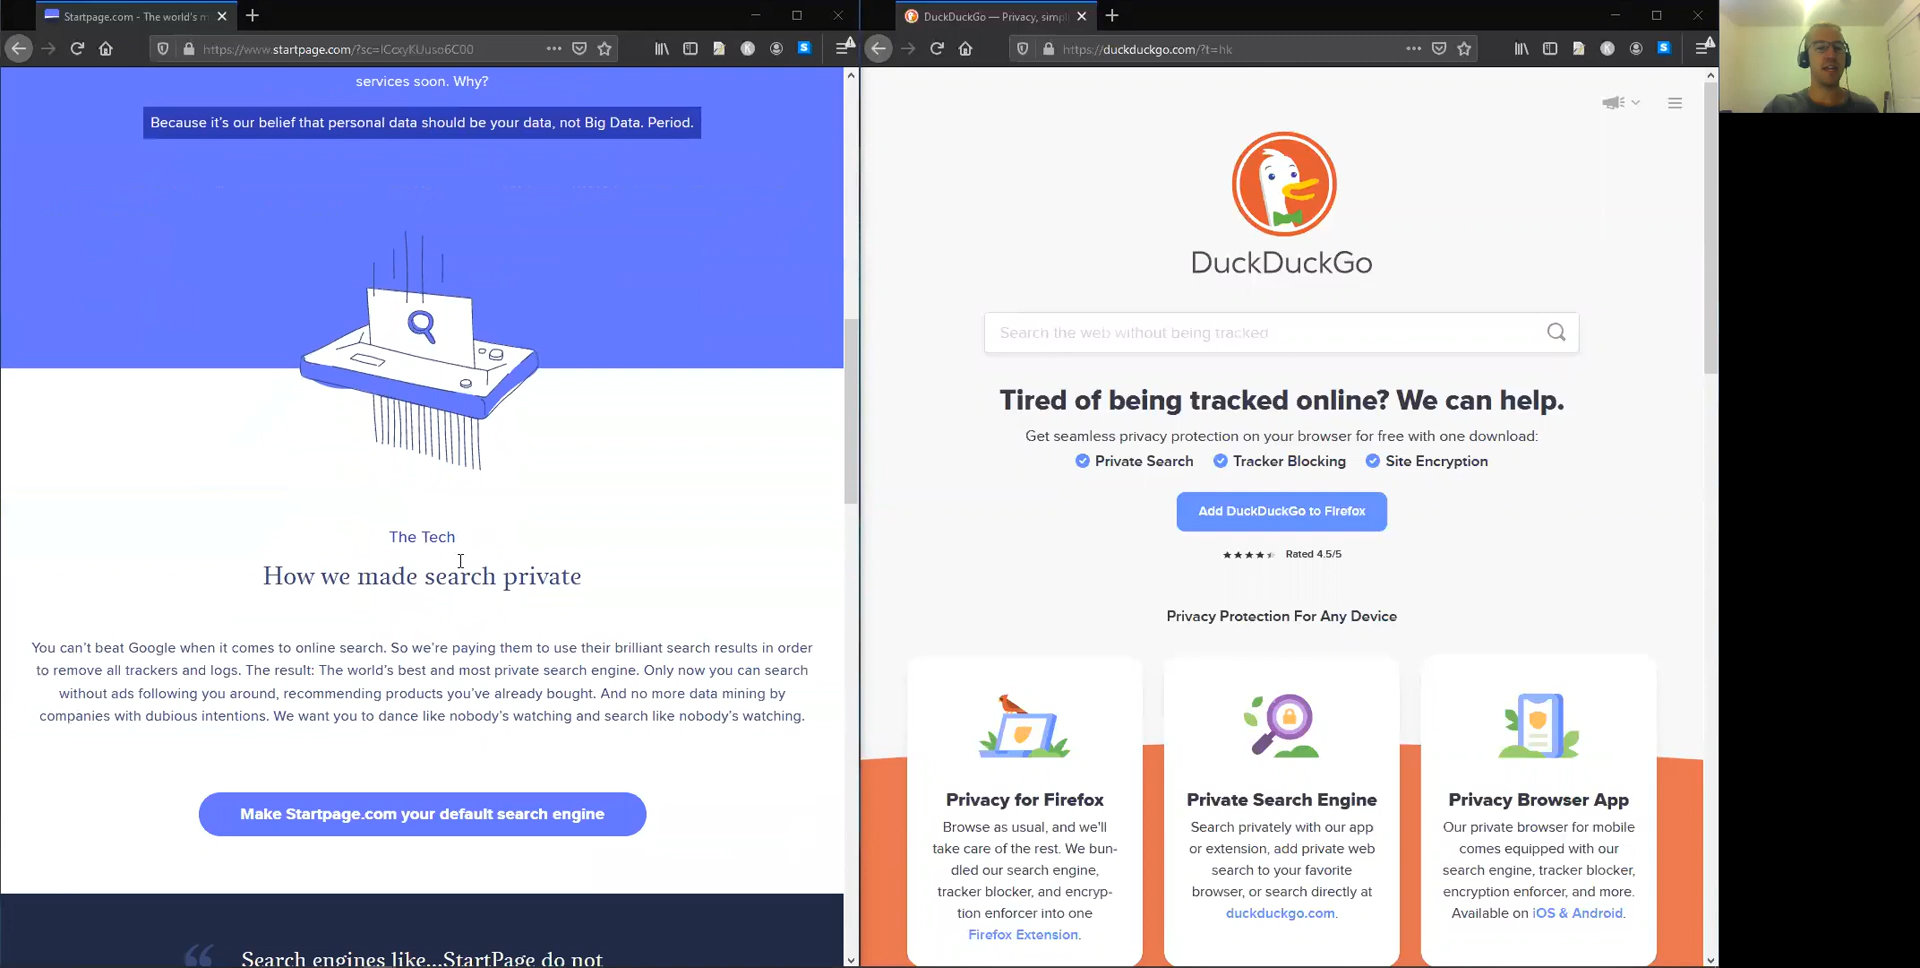 Startpage.com - The world's m
https://www.startpage.com/?sc=lCcxyKUuso6C00
services soon. Why?
Because it's our belief that personal data should be your data, not Big Data. Period.
The Tech
How we made search private
You can't beat Google when it comes to online search. So we're paying them to use their brilliant search results in order
to remove all trackers and logs. The result: The world's best and most private search engine. Only now you can search
without ads following you around, recommending products you've already bought. And no more data mining by
companies with dubious intentions. We want you to dance like nobody's watching and search like nobody's watching.
Make Startpage.com your default search engine
Search engines like...StartPage do not
DuckDuckGo — Privacy, simpl
https://duckduckgo.com/?t=hk
DuckDuckGo
Search the web without being tracked
Tired of being tracked online? We can help.
Get seamless privacy protection on your browser for free with one download:
Private Search Tracker Blocking Site Encryption
Add DuckDuckGo to Firefox
Rated 4.5/5
Privacy Protection For Any Device
Privacy for Firefox
Browse as usual, and we'll
take care of the rest. We bun-
dled our search engine,
tracker blocker, and encryp-
tion enforcer into one
Firefox Extension.
Private Search Engine
Search privately with our app
or extension, add private web
search to your favorite
browser, or search directly at
duckduckgo.com.
Privacy Browser App
Our private browser for mobile
comes equipped with our
search engine, tracker blocker,
encryption enforcer, and more.
Available on iOS & Android.